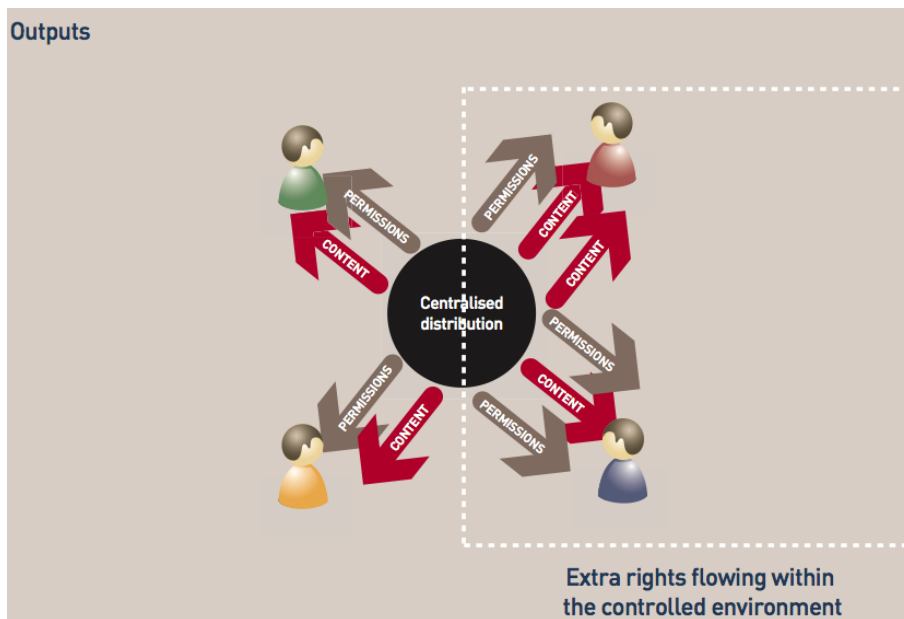 Outputs
PERMISSIONS
CONTENT
PERMISSIONS
CONTENT
CONTENT
Centralised
distribution
PERMISSIONS
CONTENT
PERMISSIONS
PERMISSIONS
CONTENT
Extra rights flowing within
the controlled environment